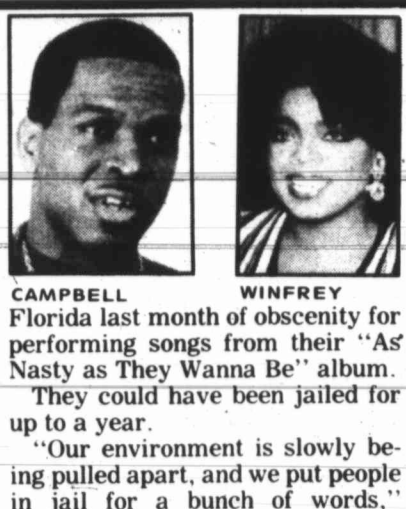 CAMPBELL WINFREY
Florida last month of obscenity for
performing songs from their “As
Nasty as They Wanna Be” album.
They could have been jailed for
up to a year.
“Our environment is slowly be-
ing pulled apart, and we put people
in jail for a bunch of words,”